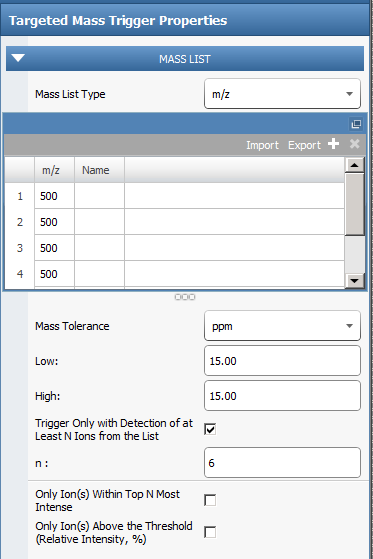 Targeted Mass Trigger Properties
MASS LIST
Mass List Type m/z
Import Export
m/z Name
1 500
2 500
3 500
4 500
Mass Tolerance ppm
Low: 15.00
High: 15.00
Trigger Only with Detection of at
Least N Ions from the List
n : 6
Only Ion(s) Within Top N Most
Intense
Only Ion(s) Above the Threshold
(Relative Intensity, %)